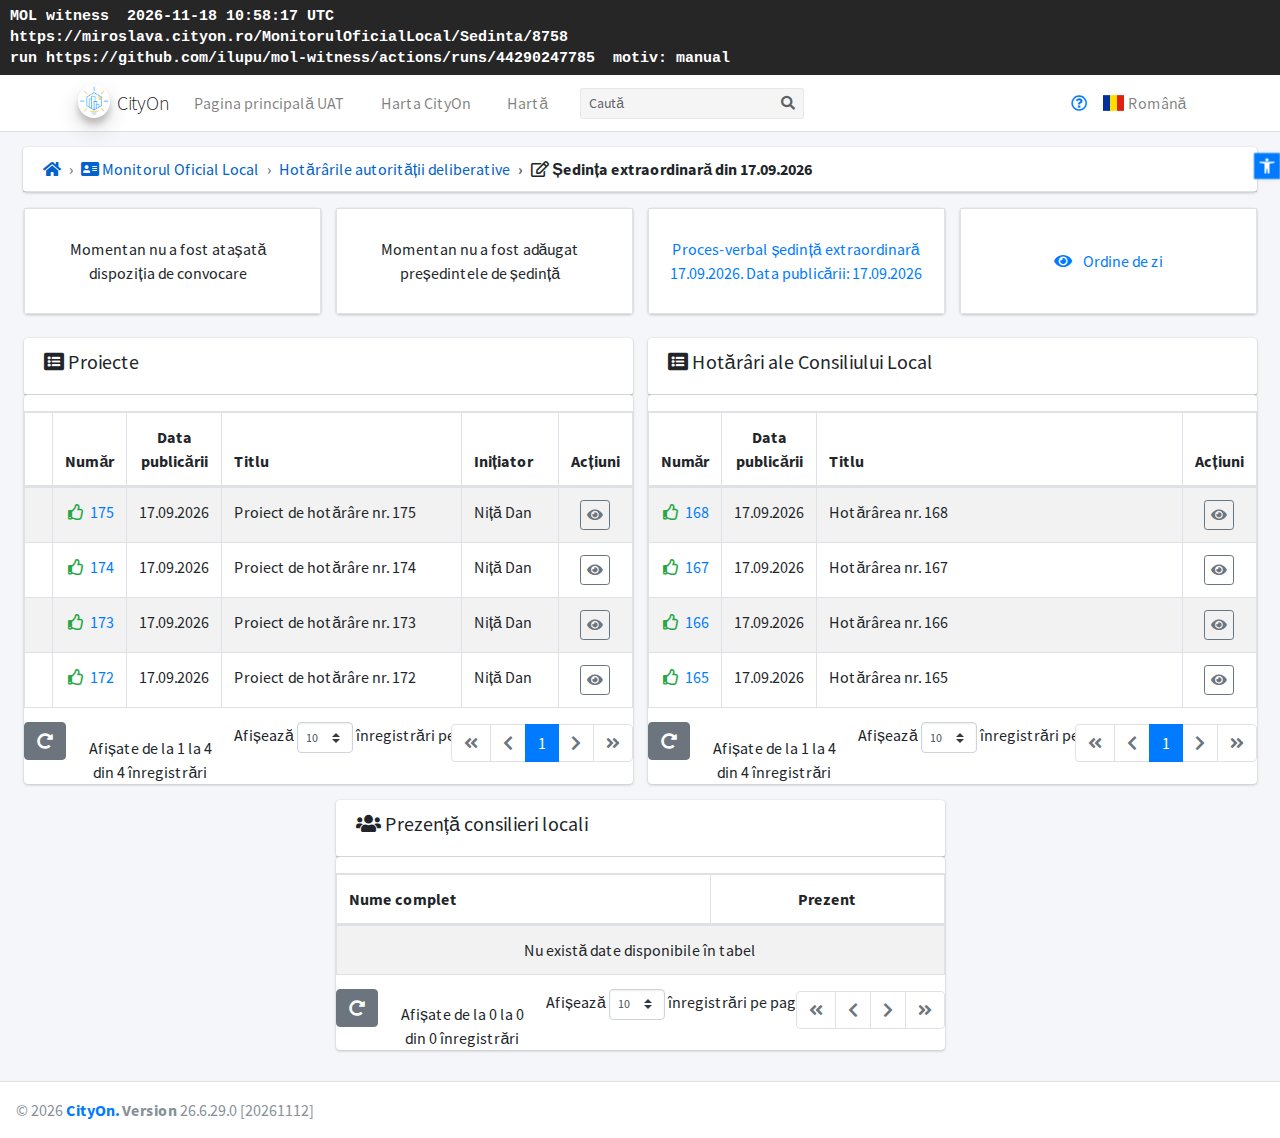 MOL witness  2026-11-18 10:58:17 UTC
https://miroslava.cityon.ro/MonitorulOficialLocal/Sedinta/8758
run https://github.com/ilupu/mol-witness/actions/runs/44290247785  motiv: manual
CityOn Pagina principală UAT Harta CityOn Hartă Caută Română
› Monitorul Oficial Local › Hotărârile autorității deliberative › Ședința extraordinară din 17.09.2026
Momentan nu a fost atașată
dispoziția de convocare
Momentan nu a fost adăugat
președintele de ședință
Proces-verbal ședință extraordinară
17.09.2026. Data publicării: 17.09.2026
Ordine de zi
Proiecte
Număr Data publicării Titlu Inițiator Acțiuni
175 17.09.2026 Proiect de hotărâre nr. 175 Niță Dan
174 17.09.2026 Proiect de hotărâre nr. 174 Niță Dan
173 17.09.2026 Proiect de hotărâre nr. 173 Niță Dan
172 17.09.2026 Proiect de hotărâre nr. 172 Niță Dan
Afișate de la 1 la 4
din 4 înregistrări
Afișează 10 înregistrări pe
1
Hotărâri ale Consiliului Local
Număr Data publicării Titlu Acțiuni
168 17.09.2026 Hotărârea nr. 168
167 17.09.2026 Hotărârea nr. 167
166 17.09.2026 Hotărârea nr. 166
165 17.09.2026 Hotărârea nr. 165
Afișate de la 1 la 4
din 4 înregistrări
Afișează 10 înregistrări pe
1
Prezență consilieri locali
Nume complet Prezent
Nu există date disponibile în tabel
Afișate de la 0 la 0
din 0 înregistrări
Afișează 10 înregistrări pe pag
© 2026 CityOn. Version 26.6.29.0 [20261112]